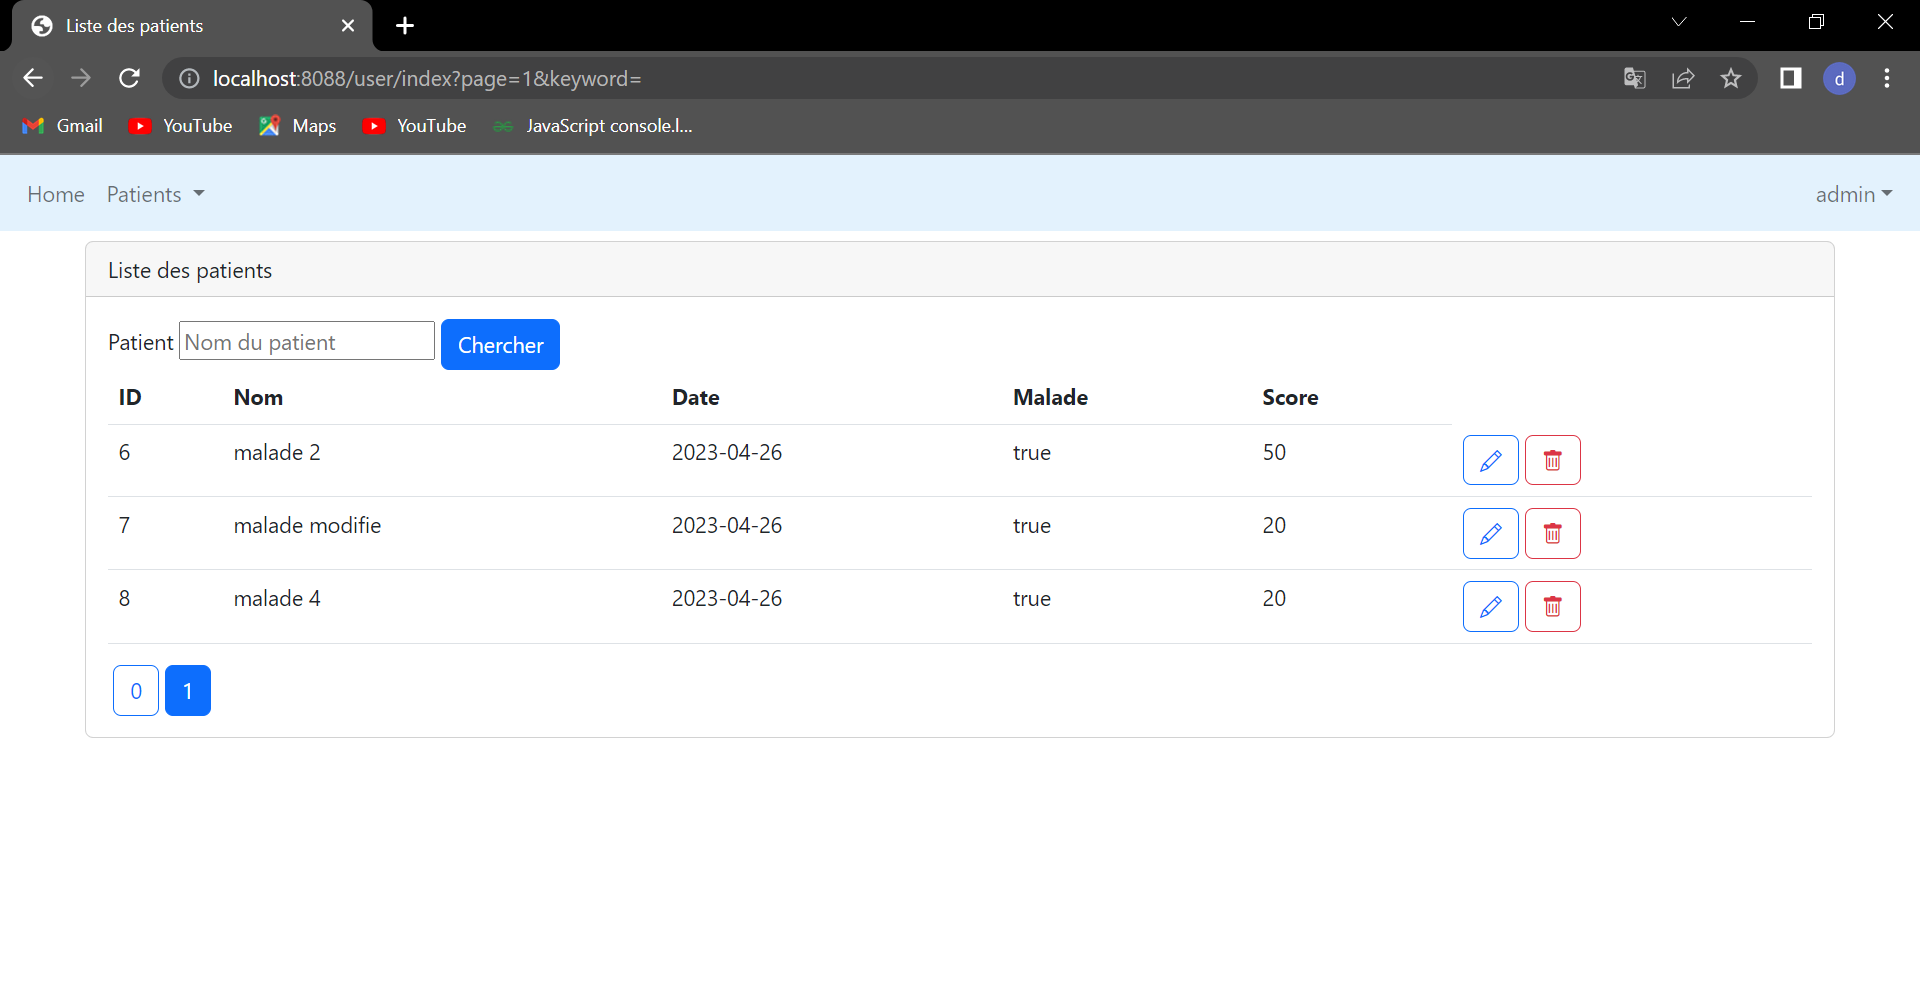 Liste des patients
localhost:8088/user/index?page=1&keyword=
d
Gmail YouTube Maps YouTube JavaScript console.l...
Home Patients admin
Liste des patients
Patient Nom du patient Chercher
ID Nom Date Malade Score
6 malade 2 2023-04-26 true 50
7 malade modifie 2023-04-26 true 20
8 malade 4 2023-04-26 true 20
0 1